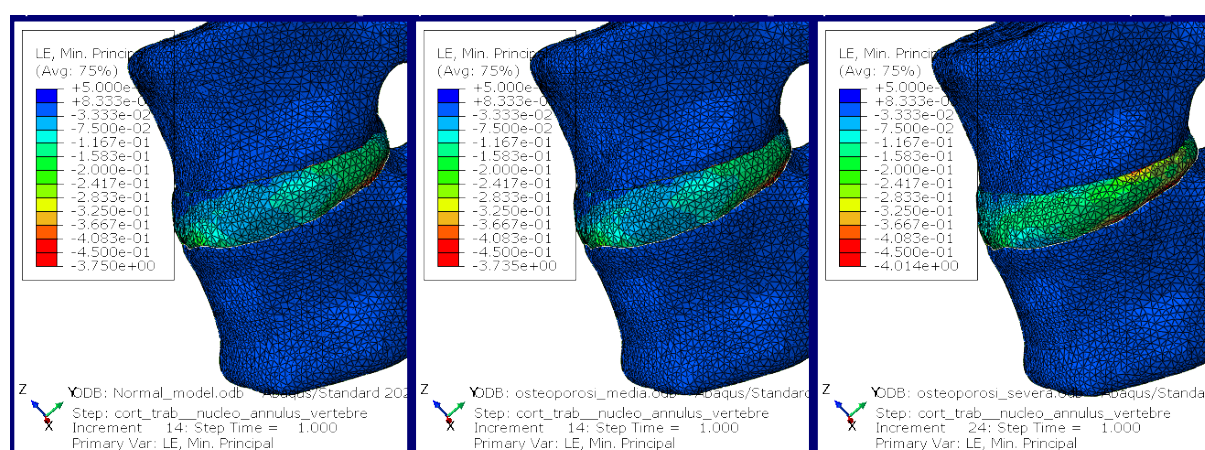 LE, Min. Principal
(Avg: 75%)
+5.000e-
+8.333e-
-3.333e-02
-7.500e-02
-1.167e-01
-1.583e-01
-2.000e-01
-2.417e-01
-2.833e-01
-3.250e-01
-3.667e-01
-4.083e-01
-4.500e-01
-3.750e+00
Z Y X
ODB: Normal_model.odb Abaqus/Standard 202
Step: cort_trab__nucleo_annulus_vertebre
Increment 14: Step Time = 1.000
Primary Var: LE, Min. Principal
LE, Min. Principal
(Avg: 75%)
+5.000e-
+8.333e-
-3.333e-02
-7.500e-02
-1.167e-01
-1.583e-01
-2.000e-01
-2.417e-01
-2.833e-01
-3.250e-01
-3.667e-01
-4.083e-01
-4.500e-01
-3.735e+00
Z Y X
ODB: osteoporosi_media.odb Abaqus/Standard
Step: cort_trab__nucleo_annulus_vertebre
Increment 14: Step Time = 1.000
Primary Var: LE, Min. Principal
LE, Min. Principal
(Avg: 75%)
+5.000e-
+8.333e-
-3.333e-02
-7.500e-02
-1.167e-01
-1.583e-01
-2.000e-01
-2.417e-01
-2.833e-01
-3.250e-01
-3.667e-01
-4.083e-01
-4.500e-01
-4.014e+00
Z Y X
ODB: osteoporosi_severa.odb Abaqus/Standard
Step: cort_trab__nucleo_annulus_vertebre
Increment 24: Step Time = 1.000
Primary Var: LE, Min. Principal